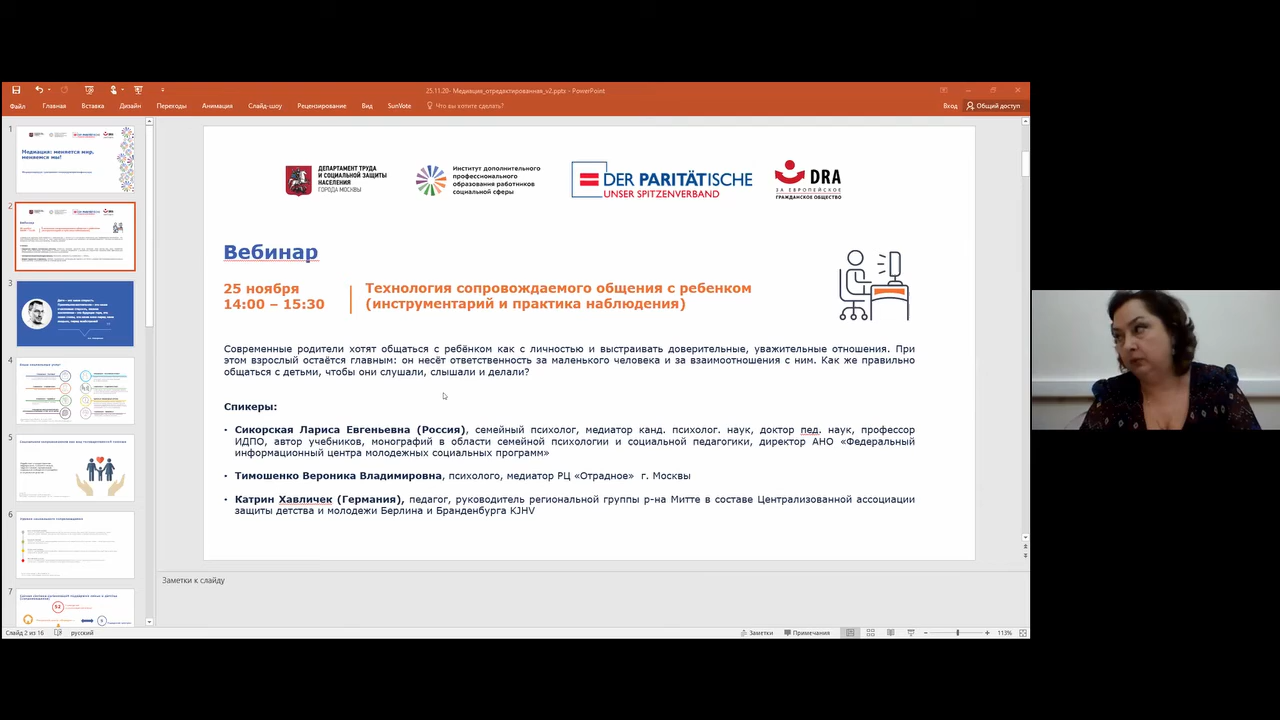 25.11.20- Медиация_отредактированная_v2.pptx - PowerPoint
Файл Главная Вставка Дизайн Переходы Анимация Слайд-шоу Рецензирование Вид SunVote Что вы хотите сделать? Вход Общий доступ
1
Медиация: меняется мир,
меняемся мы!
2
3
4
5
6
7
ДЕПАРТАМЕНТ ТРУДА
И СОЦИАЛЬНОЙ ЗАЩИТЫ
НАСЕЛЕНИЯ
ГОРОДА МОСКВЫ
Институт дополнительного
профессионального
образования работников
социальной сферы
DER PARITÄTISCHE
UNSER SPITZENVERBAND
DRA
ЗА ЕВРОПЕЙСКОЕ
ГРАЖДАНСКОЕ ОБЩЕСТВО
Вебинар
25 ноября
14:00 – 15:30
Технология сопровождаемого общения с ребенком
(инструментарий и практика наблюдения)
Современные родители хотят общаться с ребёнком как с личностью и выстраивать доверительные, уважительные отношения. При
этом взрослый остаётся главным: он несёт ответственность за маленького человека и за взаимоотношения с ним. Как же правильно
общаться с детьми, чтобы они слушали, слышали и делали?
Спикеры:
• Сикорская Лариса Евгеньевна (Россия), семейный психолог, медиатор канд. психолог. наук, доктор пед. наук, профессор
ИДПО, автор учебников, монографий в области семейной психологии и социальной педагогики, директор АНО «Федеральный
информационный центра молодежных социальных программ»
• Тимошенко Вероника Владимировна, психолого, медиатор РЦ «Отрадное» г. Москвы
• Катрин Хавличек (Германия), педагог, руководитель региональной группы р-на Митте в составе Централизованной ассоциации
защиты детства и молодежи Берлина и Бранденбурга KJHV
Заметки к слайду
Слайд 2 из 16 русский Заметки Примечания 113%